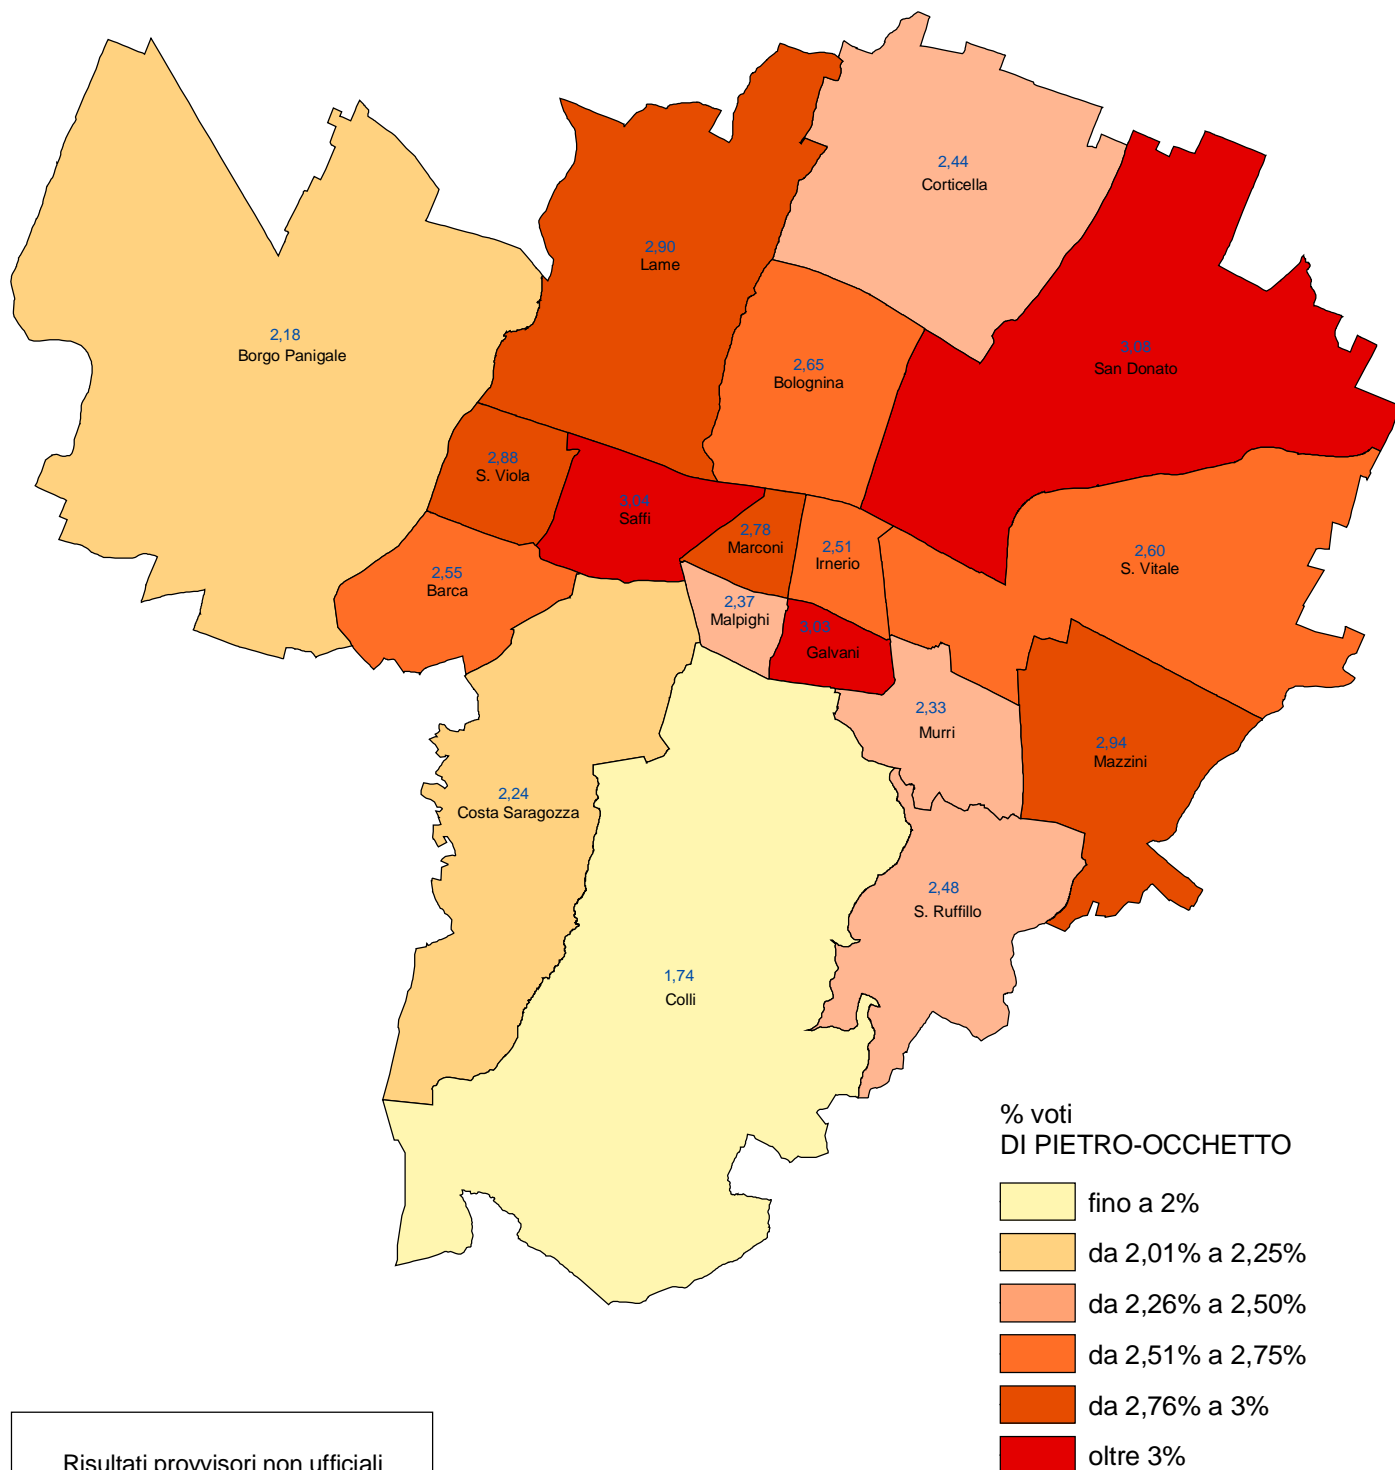 2,44
Corticella
2,90
Lame
2,18
Borgo Panigale
3,08
San Donato
2,65
Bolognina
2,88
S. Viola
3,04
Saffi
2,78
Marconi
2,51
Irnerio
2,60
S. Vitale
2,55
Barca
2,37
Malpighi
3,03
Galvani
2,33
Murri
2,94
Mazzini
2,24
Costa Saragozza
2,48
S. Ruffillo
1,74
Colli
% voti
DI PIETRO-OCCHETTO
fino a 2%
da 2,01% a 2,25%
da 2,26% a 2,50%
da 2,51% a 2,75%
da 2,76% a 3%
oltre 3%
Risultati provvisori non ufficiali